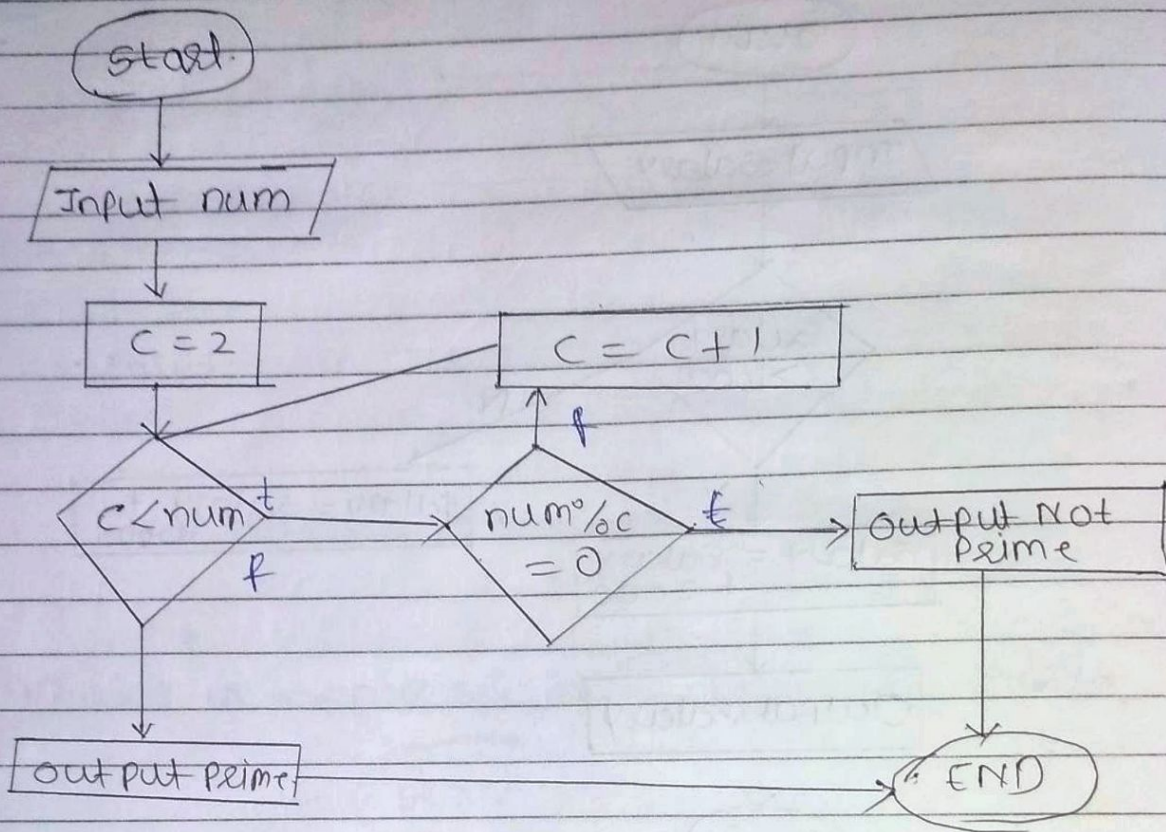 Start.
Input num
C = 2
C = C + 1
f
C < num
t
f
num % c
= 0
t
Output Not
Prime
Output prime
END